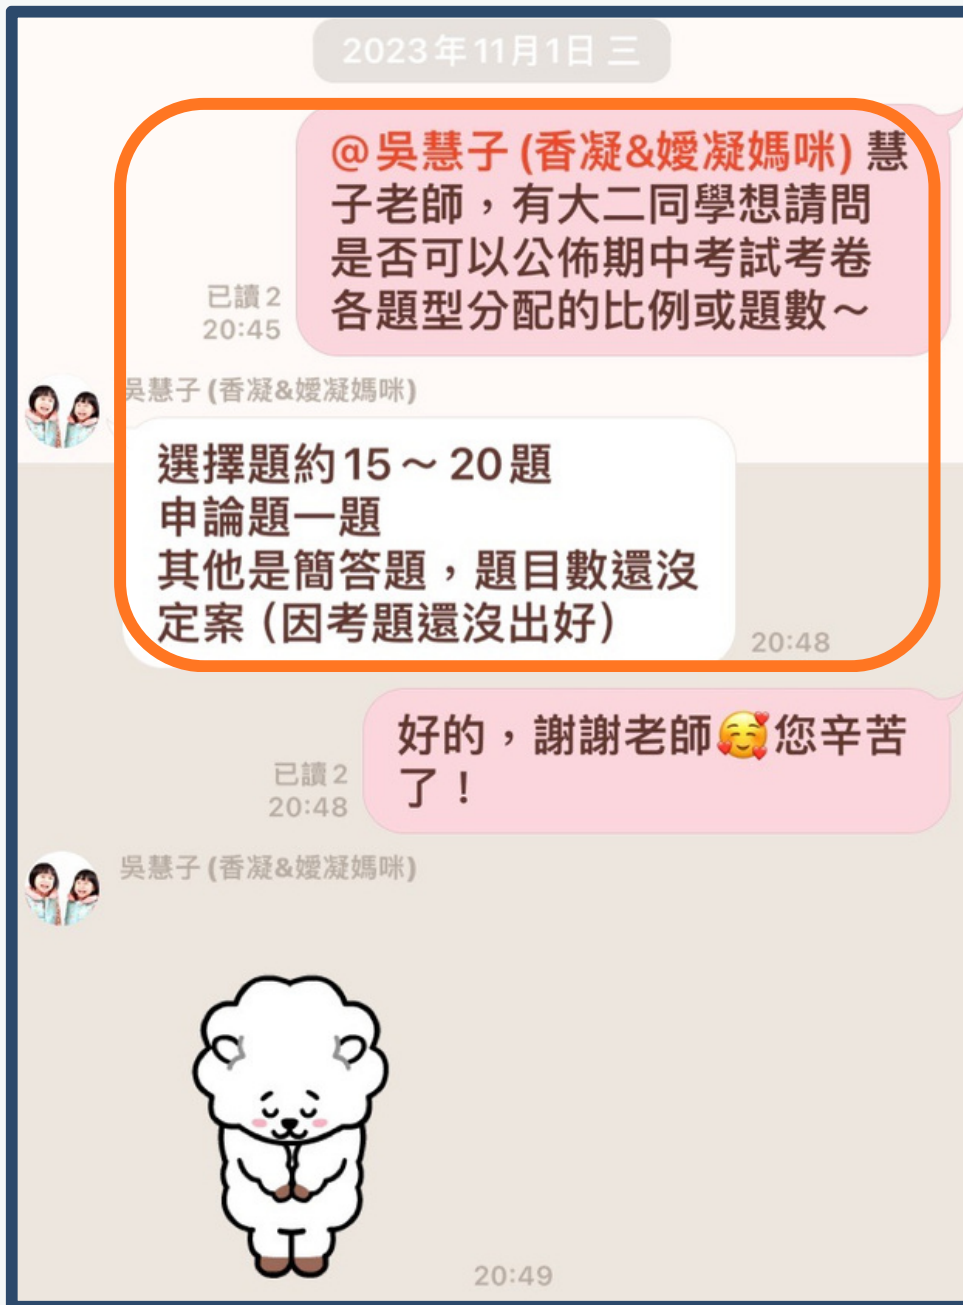 2023年11月1日 三
@吳慧子 (香凝&嬡凝媽咪) 慧
子老師，有大二同學想請問
是否可以公佈期中考試考卷
各題型分配的比例或題數～
已讀 2
20:45
吳慧子 (香凝&嬡凝媽咪)
選擇題約15～20題
申論題一題
其他是簡答題，題目數還沒
定案（因考題還沒出好）
20:48
好的，謝謝老師🥰您辛苦
了！
已讀 2
20:48
吳慧子 (香凝&嬡凝媽咪)
20:49